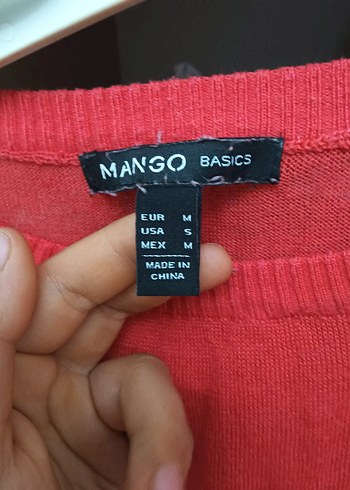 MANGO BASICS
EUR M
USA S
MEX M
MADE IN
CHINA